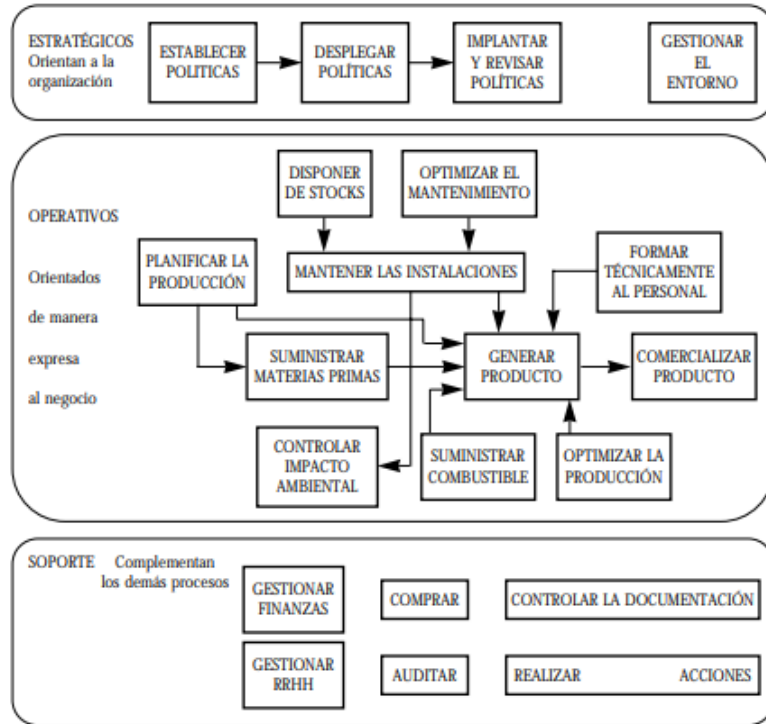 ESTRATÉGICOS
Orientan a la
organización
ESTABLECER
POLITICAS
DESPLEGAR
POLÍTICAS
IMPLANTAR
Y REVISAR
POLÍTICAS
GESTIONAR
EL
ENTORNO
OPERATIVOS
Orientados
de manera
expresa
al negocio
DISPONER
DE STOCKS
OPTIMIZAR EL
MANTENIMIENTO
PLANIFICAR LA
PRODUCCIÓN
MANTENER LAS INSTALACIONES
FORMAR
TÉCNICAMENTE
AL PERSONAL
SUMINISTRAR
MATERIAS PRIMAS
GENERAR
PRODUCTO
COMERCIALIZAR
PRODUCTO
CONTROLAR
IMPACTO
AMBIENTAL
SUMINISTRAR
COMBUSTIBLE
OPTIMIZAR LA
PRODUCCIÓN
SOPORTE Complementan
los demás procesos
GESTIONAR
FINANZAS
COMPRAR
CONTROLAR LA DOCUMENTACIÓN
GESTIONAR
RRHH
AUDITAR
REALIZAR ACCIONES